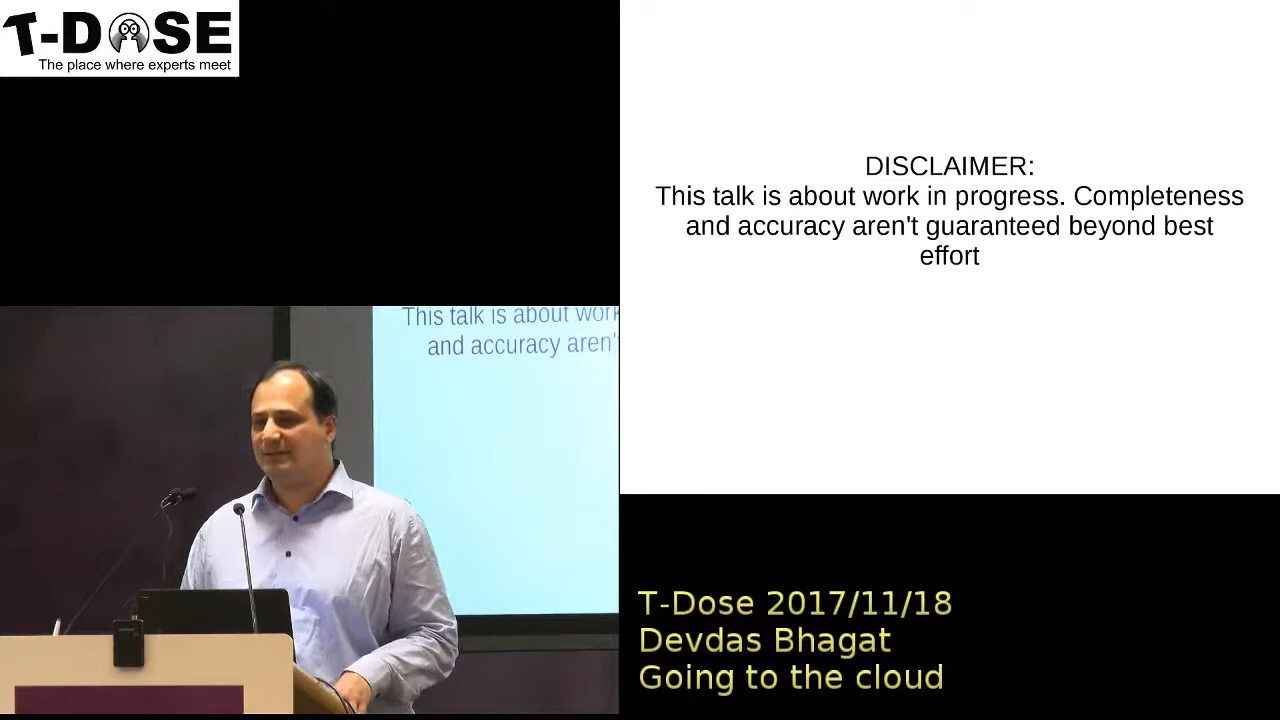 T-DOSE
The place where experts meet
DISCLAIMER:
This talk is about work in progress. Completeness
and accuracy aren't guaranteed beyond best
effort
This talk is about work
and accuracy aren'
T-Dose 2017/11/18
Devdas Bhagat
Going to the cloud